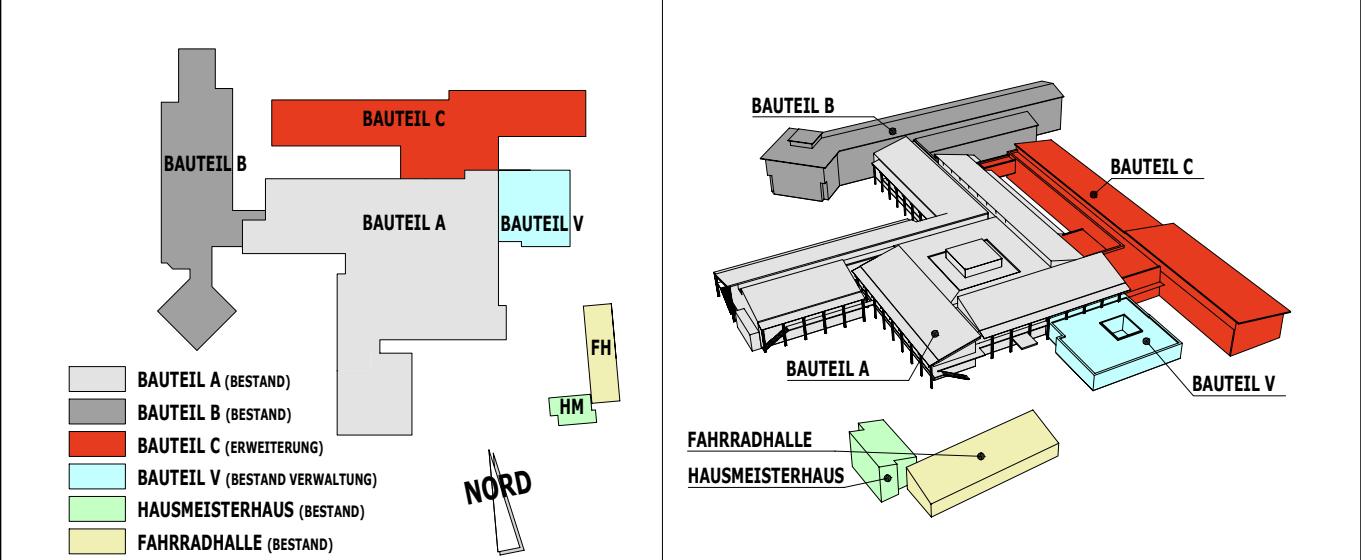 BAUTEIL C
BAUTEIL B
BAUTEIL A
BAUTEIL V
FH
HM
NORD
BAUTEIL A (BESTAND)
BAUTEIL B (BESTAND)
BAUTEIL C (ERWEITERUNG)
BAUTEIL V (BESTAND VERWALTUNG)
HAUSMEISTERHAUS (BESTAND)
FAHRRADHALLE (BESTAND)
BAUTEIL B
BAUTEIL C
BAUTEIL A
BAUTEIL V
FAHRRADHALLE
HAUSMEISTERHAUS